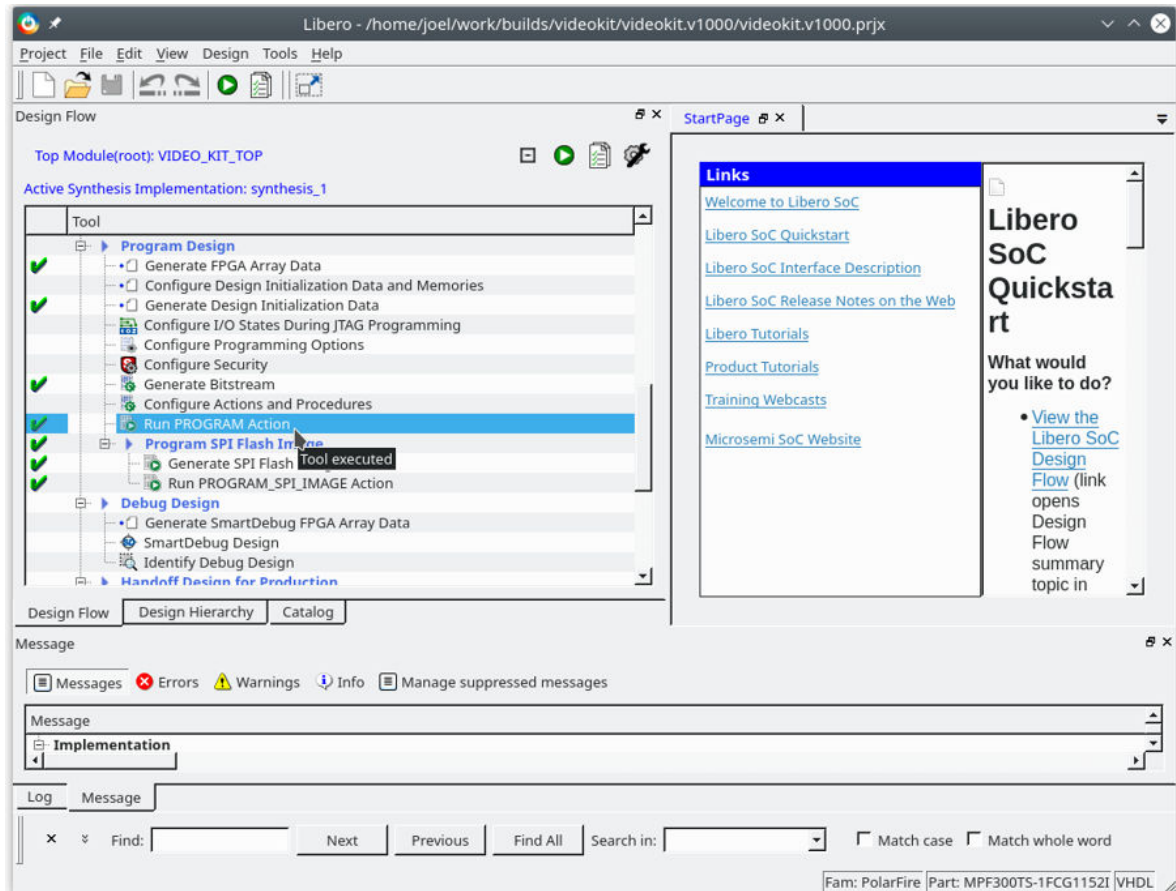 Libero - /home/joel/work/builds/videokit/videokit.v1000/videokit.v1000.prjx
Project File Edit View Design Tools Help
Design Flow
Top Module(root): VIDEO_KIT_TOP
Active Synthesis Implementation: synthesis_1
Tool
Program Design
Generate FPGA Array Data
Configure Design Initialization Data and Memories
Generate Design Initialization Data
Configure I/O States During JTAG Programming
Configure Programming Options
Configure Security
Generate Bitstream
Configure Actions and Procedures
Run PROGRAM Action
Program SPI Flash
Tool executed
Generate SPI Flash
Run PROGRAM_SPI_IMAGE Action
Debug Design
Generate SmartDebug FPGA Array Data
SmartDebug Design
Identify Debug Design
Handoff Design for Production
Design Flow Design Hierarchy Catalog
StartPage
Links
Welcome to Libero SoC
Libero SoC Quickstart
Libero SoC Interface Description
Libero SoC Release Notes on the Web
Libero Tutorials
Product Tutorials
Training Webcasts
Microsemi SoC Website
Libero
SoC
Quicksta
rt
What would
you like to do?
View the
Libero SoC
Design
Flow (link
opens
Design
Flow
summary
topic in
Message
Messages Errors Warnings Info Manage suppressed messages
Message
Implementation
Log Message
Find: Next Previous Find All Search in: Match case Match whole word
Fam: PolarFire Part: MPF300TS-1FCG1152I VHDL